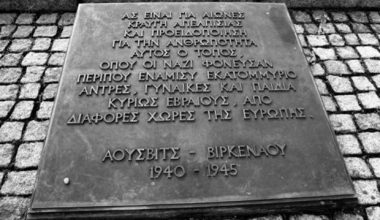 ΑΣ ΕΙΝΑΙ ΓΙΑ ΑΙΩΝΕΣ
ΚΡΑΥΓΗ ΑΠΕΛΠΙΣΙΑΣ
ΚΑΙ ΠΡΟΕΙΔΟΠΟΙΗΣΗ
ΓΙΑ ΤΗΝ ΑΝΘΡΩΠΟΤΗΤΑ
ΑΥΤΟΣ Ο ΤΟΠΟΣ,
ΟΠΟΥ ΟΙ ΝΑΖΙ ΦΟΝΕΥΣΑΝ
ΠΕΡΙΠΟΥ ΕΝΑΜΙΣΥ ΕΚΑΤΟΜΜΥΡΟ
ΑΝΤΡΕΣ, ΓΥΝΑΙΚΕΣ ΚΑΙ ΠΑΙΔΙΑ
ΚΥΡΙΩΣ ΕΒΡΑΙΟΥΣ, ΑΠΟ
ΔΙΑΦΟΡΕΣ ΧΩΡΕΣ ΤΗΣ ΕΥΡΩΠΗΣ.
ΑΟΥΣΒΙΤΣ - ΒΙΡΚΕΝΑΟΥ
1940 - 1945